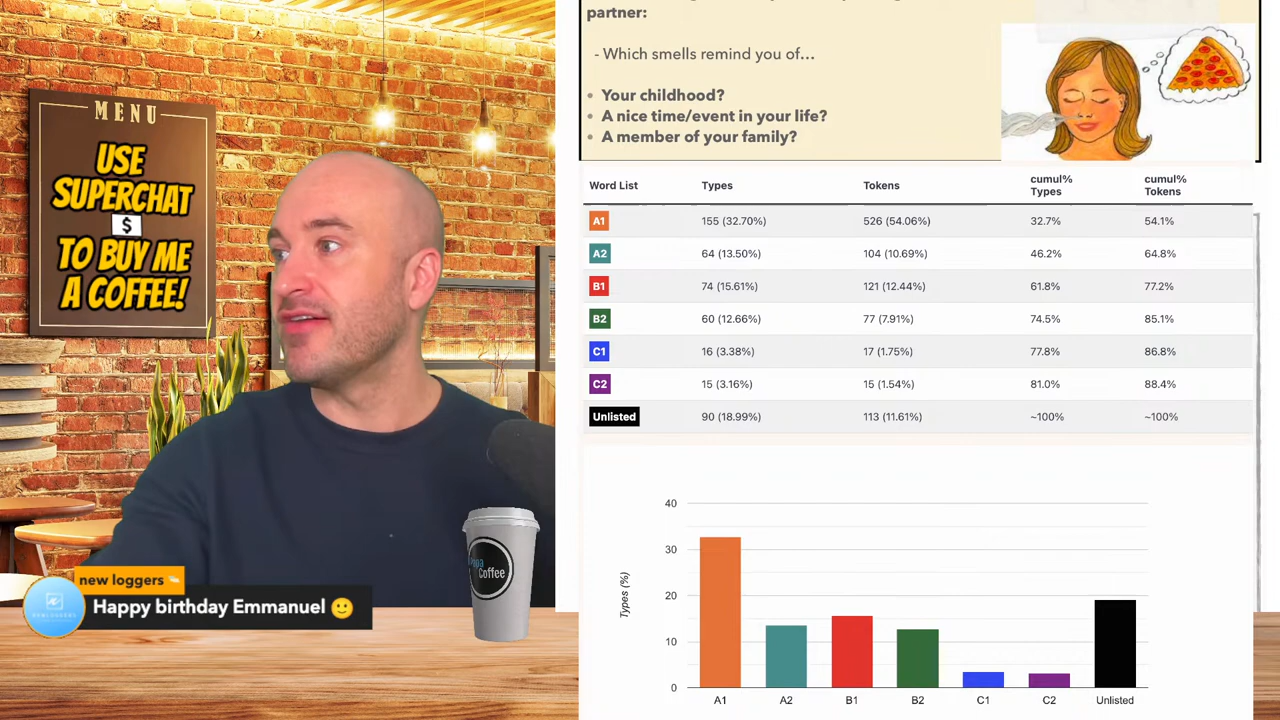 MENU
USE
SUPERCHAT
$
TO BUY ME
A COFFEE!
new loggers
Happy birthday Emmanuel 🙂
Coffee
partner:
- Which smells remind you of…
• Your childhood?
• A nice time/event in your life?
• A member of your family?
Word List Types Tokens cumul% Types cumul% Tokens
A1 155 (32.70%) 526 (54.06%) 32.7% 54.1%
A2 64 (13.50%) 104 (10.69%) 46.2% 64.8%
B1 74 (15.61%) 121 (12.44%) 61.8% 77.2%
B2 60 (12.66%) 77 (7.91%) 74.5% 85.1%
C1 16 (3.38%) 17 (1.75%) 77.8% 86.8%
C2 15 (3.16%) 15 (1.54%) 81.0% 88.4%
Unlisted 90 (18.99%) 113 (11.61%) ~100% ~100%
Types (%)
40
30
20
10
0
A1 A2 B1 B2 C1 C2 Unlisted